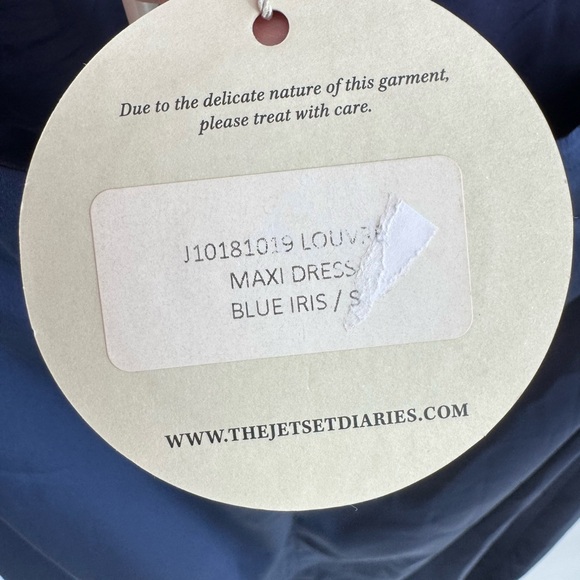 Due to the delicate nature of this garment,
please treat with care.
J10181019 LOUVRE
MAXI DRESS
BLUE IRIS / S
WWW.THEJETSETDIARIES.COM